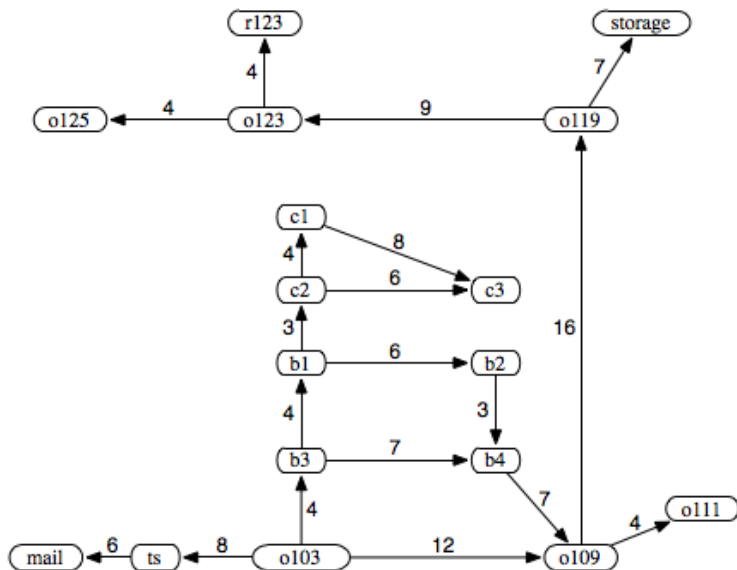 r123 storage
4 7
o125 4 o123 9 o119
c1
4 8
c2 6 c3
3 16
b1 6 b2
4 3
b3 7 b4
4 7 o111
4
mail 6 ts 8 o103 12 o109